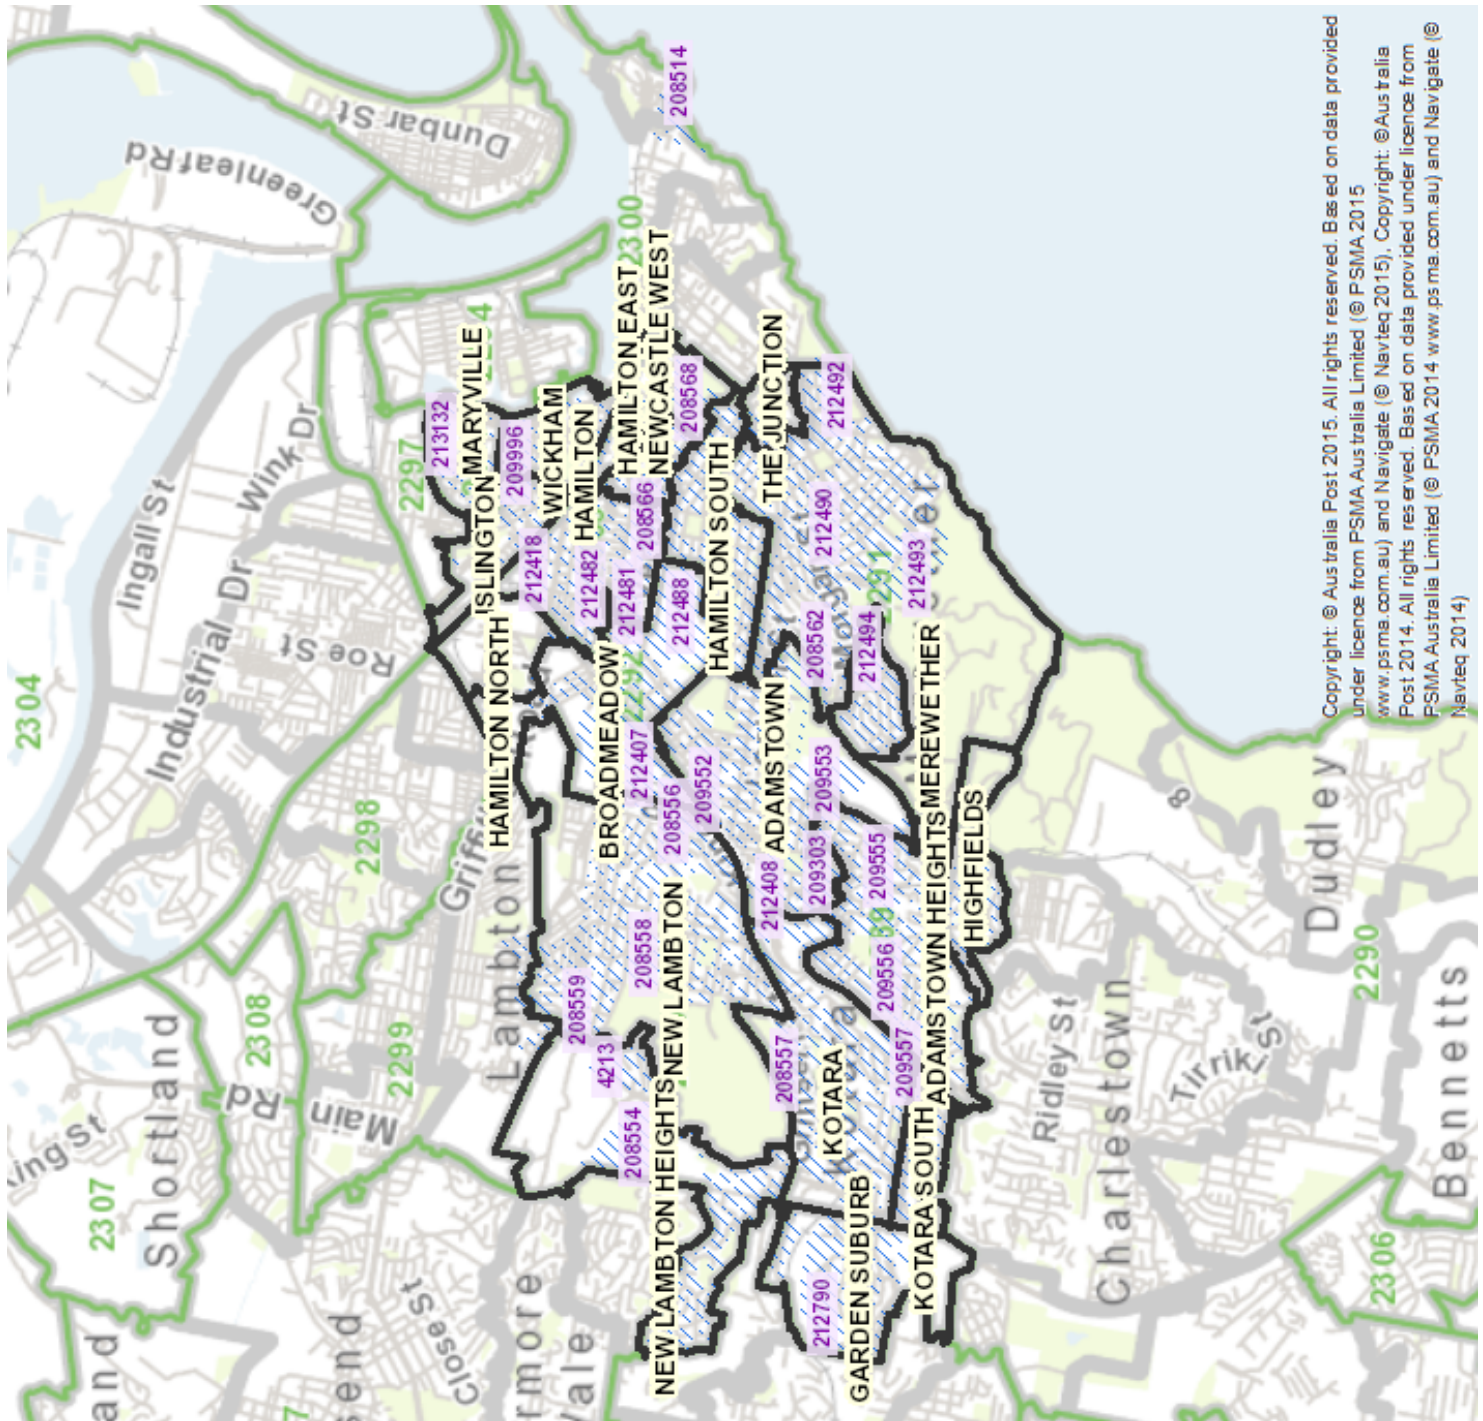 Copyright: © Australia Post 2015. All rights reserved. Based on data provided
under licence from PSMA Australia Limited (© PSMA 2015
www.psma.com.au) and Navigate (© Navteq 2015), Copyright: © Australia
Post 2014. All rights reserved. Based on data provided under licence from
PSMA Australia Limited (© PSMA 2014 www.psma.com.au) and Navigate (©
Navteq 2014)
208514
Dunbar St
Greenleaf Rd
2300
HAMILTON EAST
NEWCASTLE WEST
MARYVILLE
THE JUNCTION
WICKHAM
HAMILTON
213132
209996
208568
212492
2297
Wink Dr
Ingall St
ISLINGTON
HAMILTON SOUTH
212418
212482
208566
212481
212488
212490
212493
2291
208562
212494
2304
Industrial Dr
Roe St
HAMILTON NORTH
BROADMEADOW
2292
ADAMSTOWN
MEREWETHER
212407
208556
209552
209553
HIGHFIELDS
2298
Lambton
212408
209303
209555
8
Dudley
NEW LAMBTON
208558
208559
209556
ADAMSTOWN HEIGHTS
2290
Shortland
2308
2299
Main Rd
4213
208554
208557
KOTARA
209557
Ridley St
Tirriki St
Charlestown
Bennetts
2307
NEW LAMBTON HEIGHTS
GARDEN SUBURB
KOTARA SOUTH
212790
Close St
2306